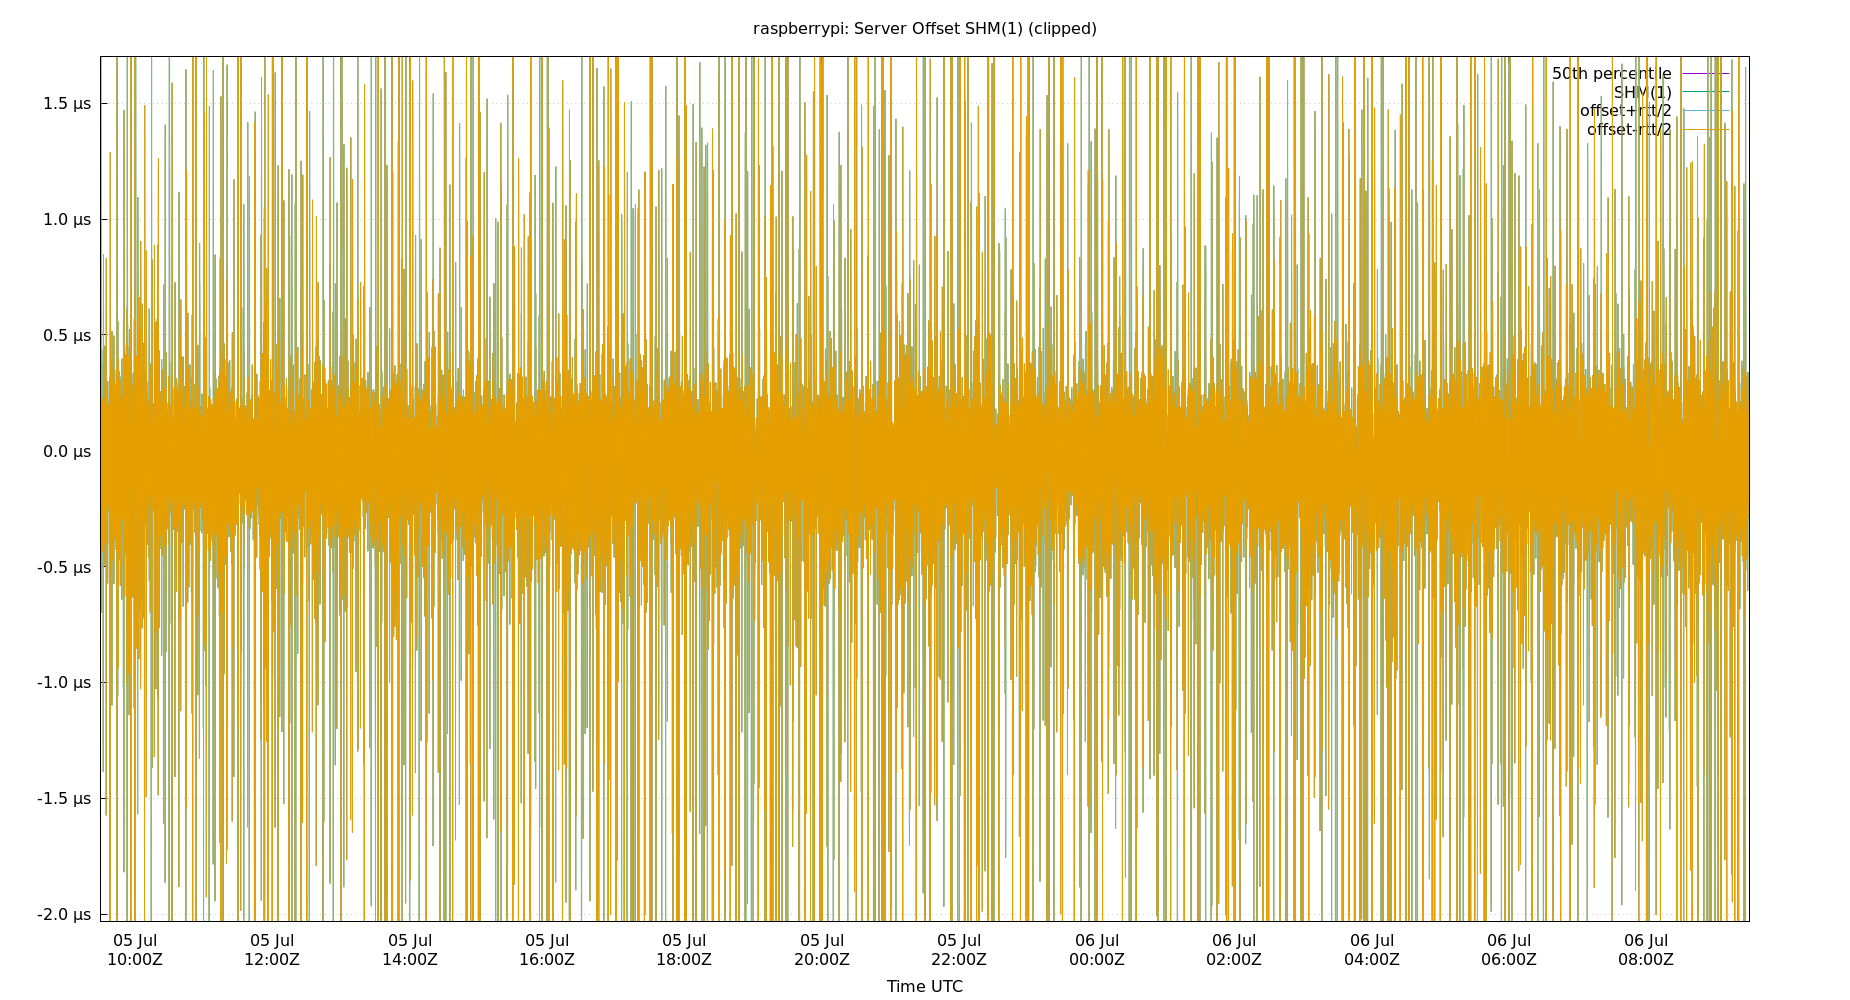 raspberrypi: Server Offset SHM(1) (clipped)
50th percentile
SHM(1)
offset+rtt/2
offset-rtt/2
1.5 µs
1.0 µs
0.5 µs
0.0 µs
-0.5 µs
-1.0 µs
-1.5 µs
-2.0 µs
05 Jul 05 Jul 05 Jul 05 Jul 05 Jul 05 Jul 05 Jul 06 Jul 06 Jul 06 Jul 06 Jul 06 Jul
10:00Z 12:00Z 14:00Z 16:00Z 18:00Z 20:00Z 22:00Z 00:00Z 02:00Z 04:00Z 06:00Z 08:00Z
Time UTC